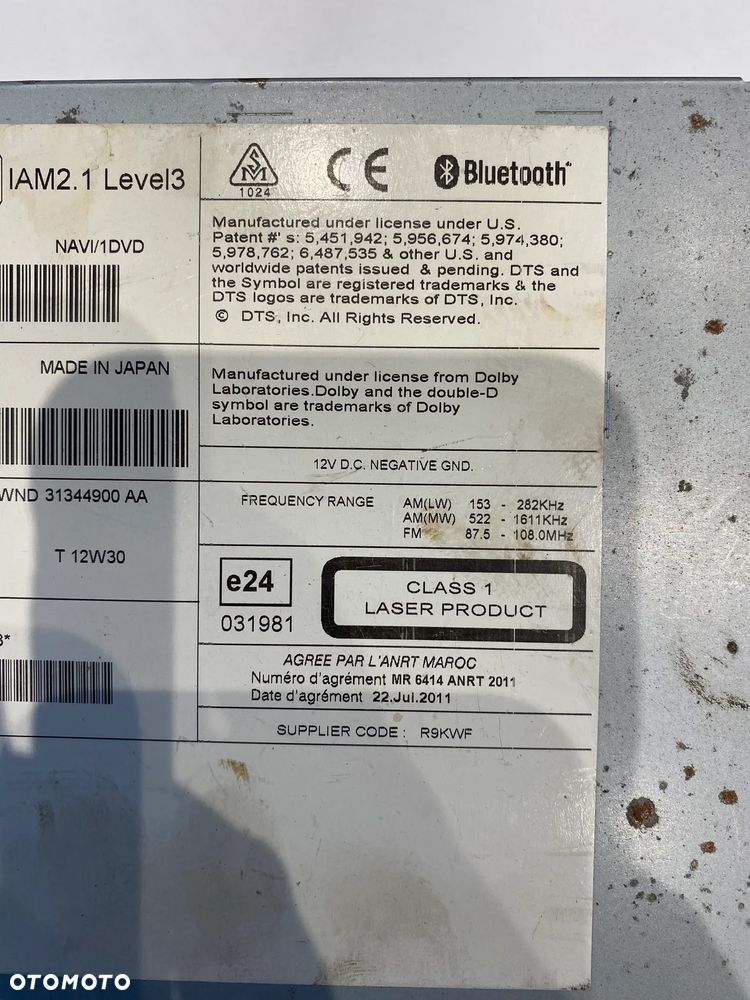 IAM2.1 Level3
NAVI/1DVD
MADE IN JAPAN
WND 31344900 AA
T 12W30
3*
SM
1024
CE
Bluetooth™
Manufactured under license under U.S.
Patent #' s: 5,451,942; 5,956,674; 5,974,380;
5,978,762; 6,487,535 & other U.S. and
worldwide patents issued & pending. DTS and
the Symbol are registered trademarks & the
DTS logos are trademarks of DTS, Inc.
© DTS, Inc. All Rights Reserved.
Manufactured under license from Dolby
Laboratories.Dolby and the double-D
symbol are trademarks of Dolby
Laboratories.
12V D.C. NEGATIVE GND.
FREQUENCY RANGE AM(LW) 153 - 282KHz
AM(MW) 522 - 1611KHz
FM 87.5 - 108.0MHz
e24
031981
CLASS 1
LASER PRODUCT
AGREE PAR L'ANRT MAROC
Numéro d'agrément MR 6414 ANRT 2011
Date d'agrément 22.Jul.2011
SUPPLIER CODE : R9KWF
OTOMOTO